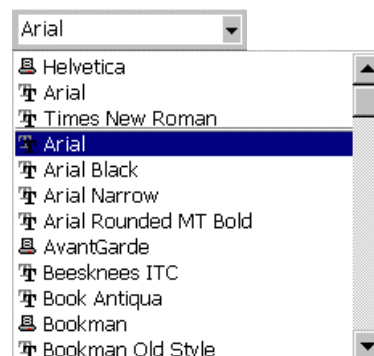 Arial
Helvetica
Arial
Times New Roman
Arial
Arial Black
Arial Narrow
Arial Rounded MT Bold
AvantGarde
Beesknees ITC
Book Antiqua
Bookman
Bookman Old Style